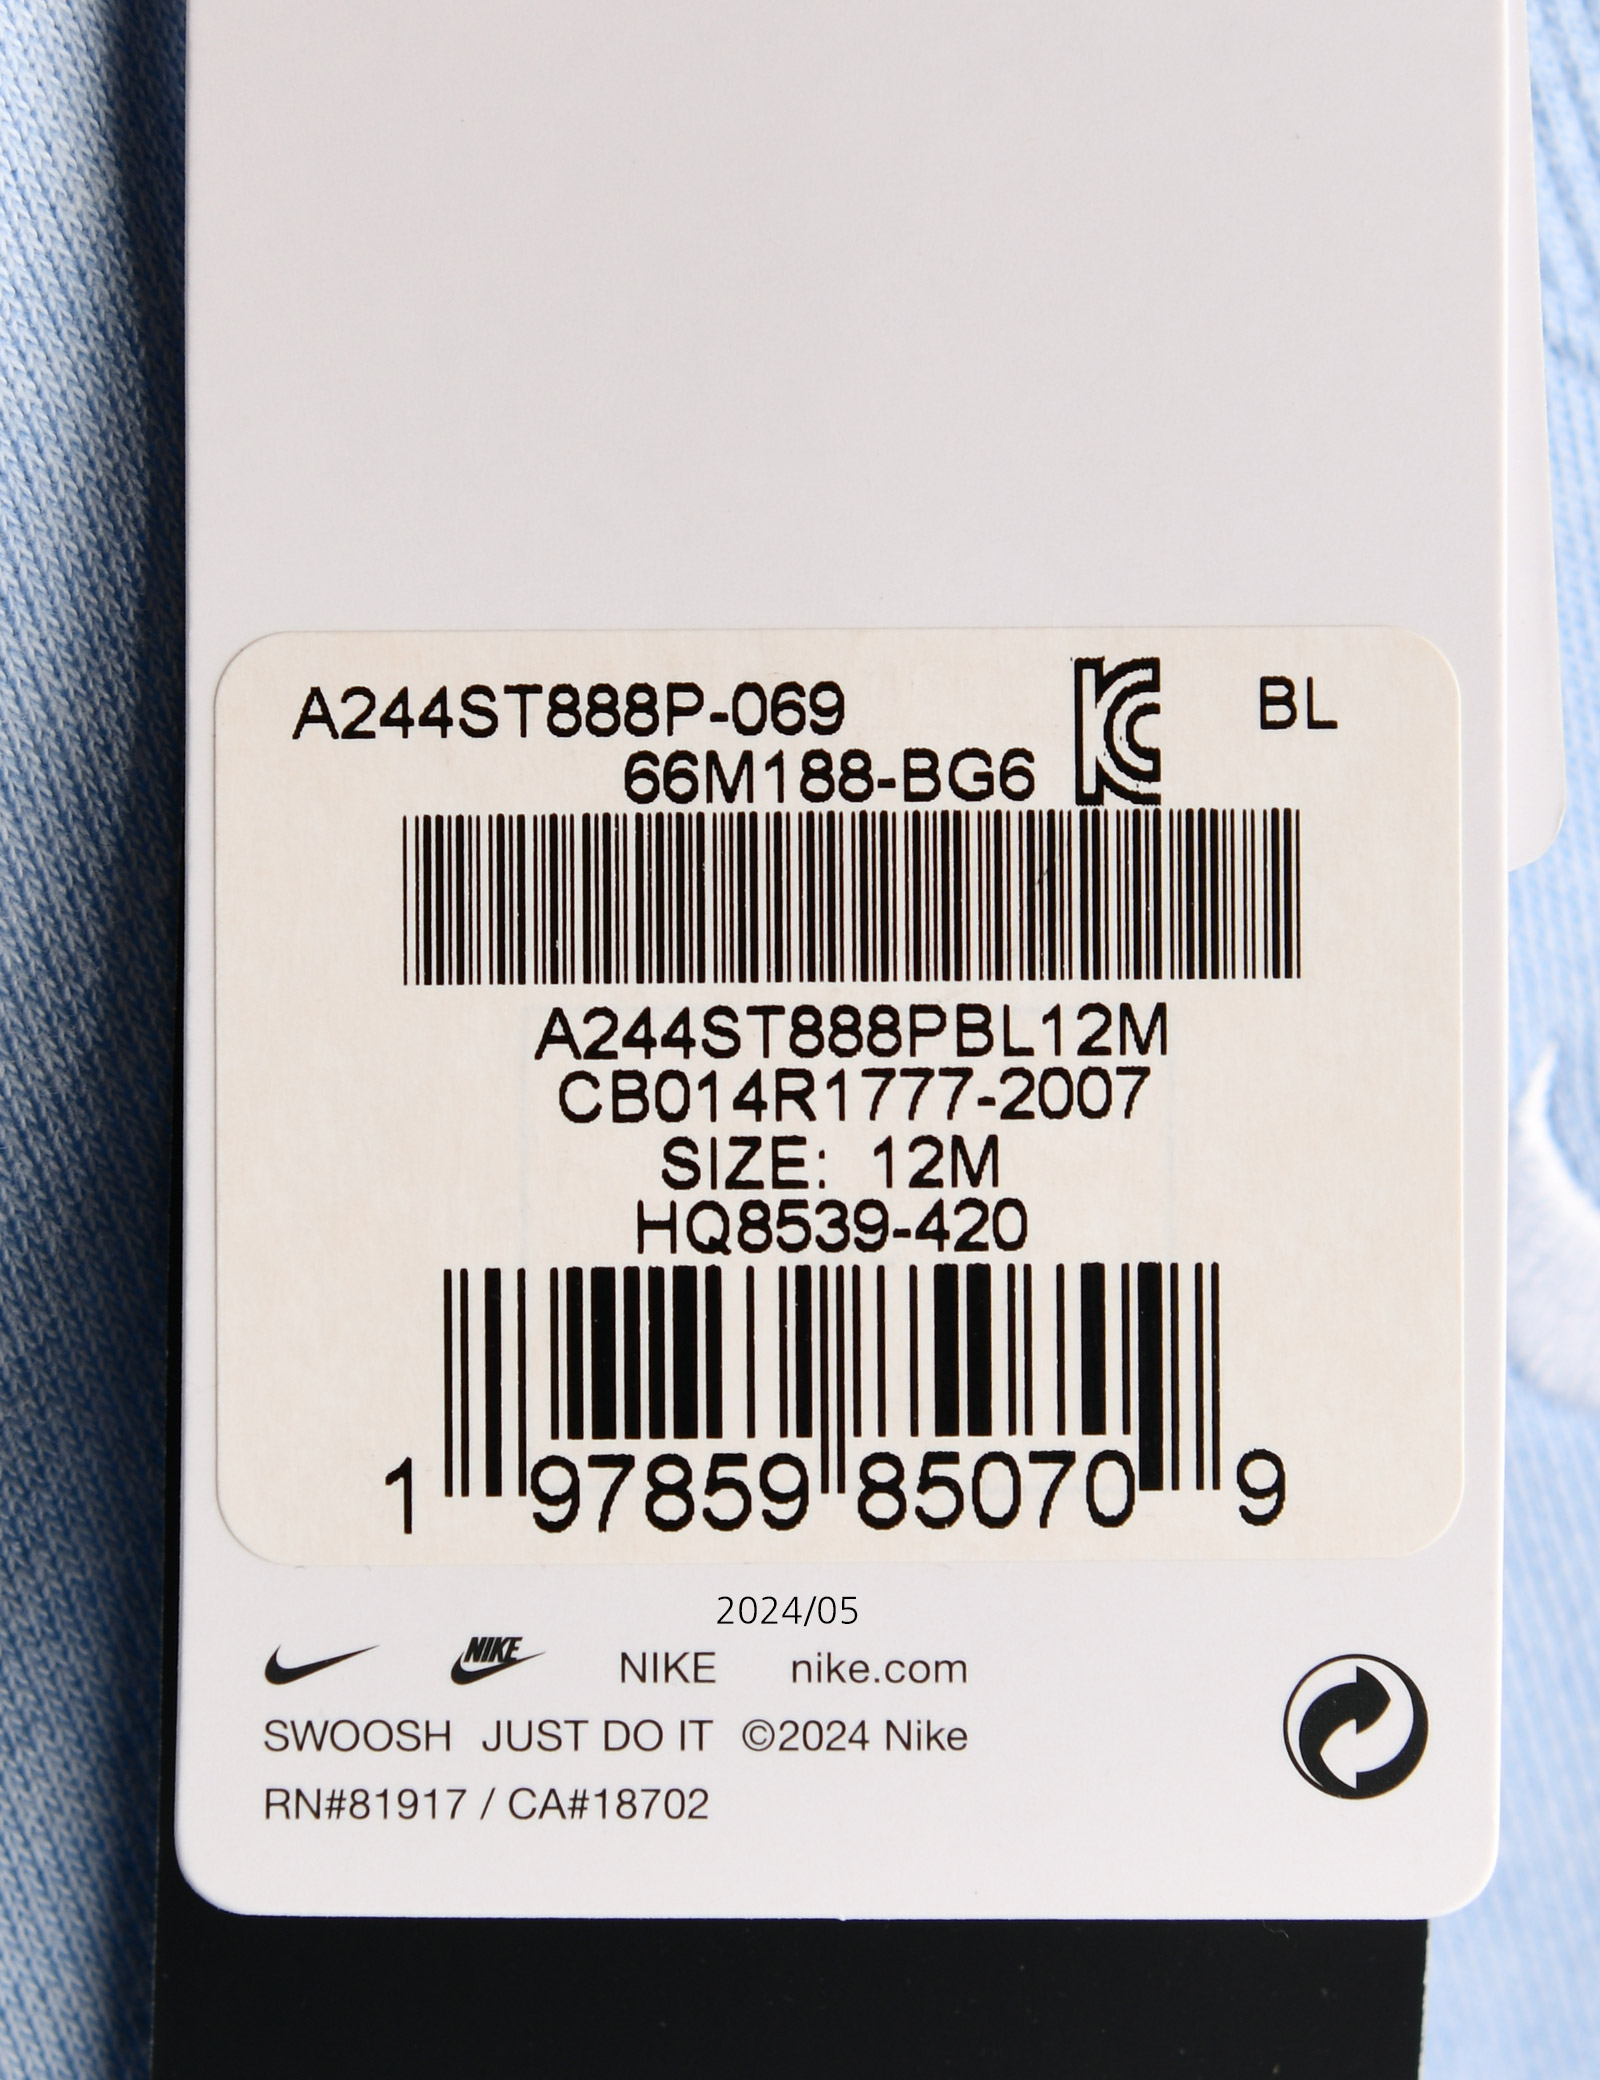 A244ST888P-069 BL
66M188-BG6
A244ST888PBL12M
CB014R1777-2007
SIZE: 12M
HQ8539-420
1 97859 85070 9
2024/05
NIKE NIKE nike.com
SWOOSH JUST DO IT ©2024 Nike
RN#81917 / CA#18702